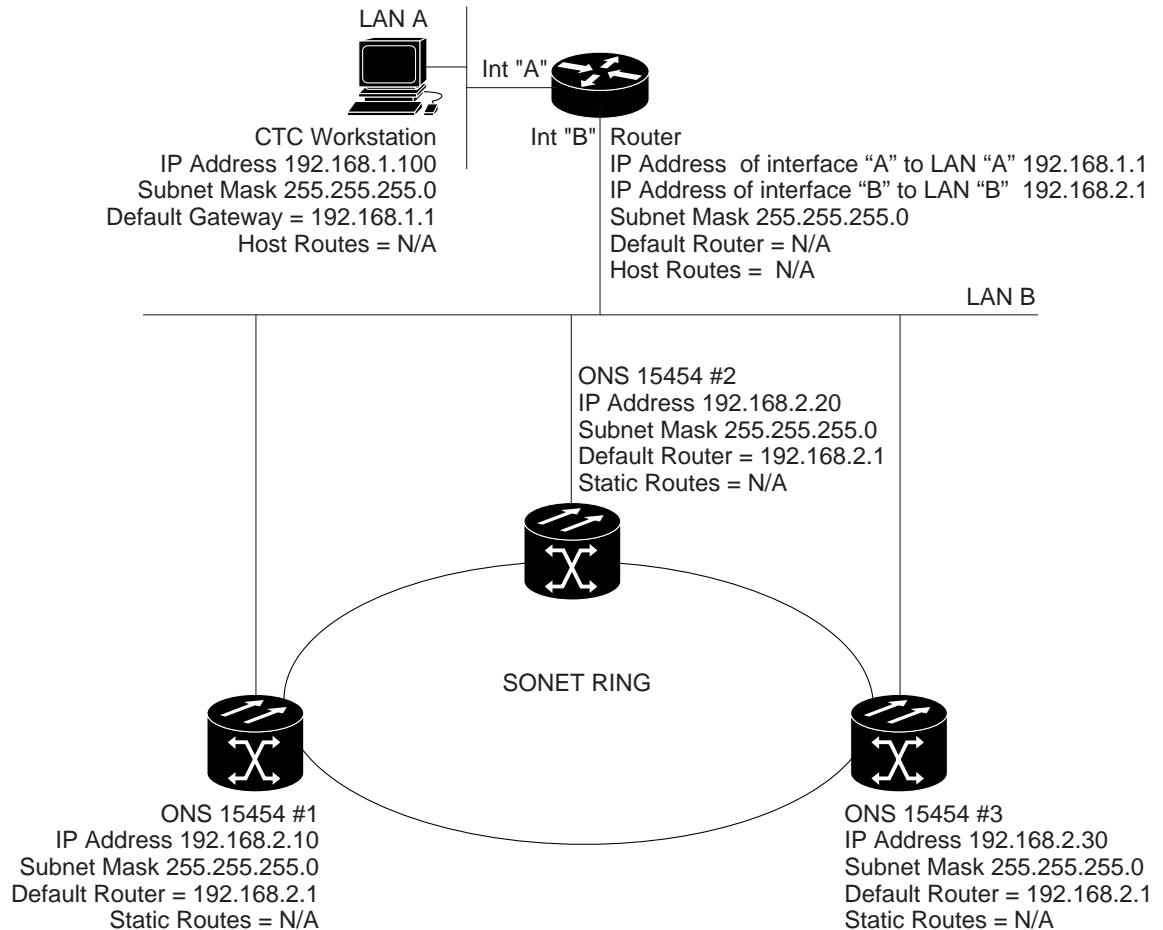 LAN A
Int "A"
CTC Workstation
IP Address 192.168.1.100
Subnet Mask 255.255.255.0
Default Gateway = 192.168.1.1
Host Routes = N/A
Int "B"
Router
IP Address of interface “A” to LAN “A” 192.168.1.1
IP Address of interface “B” to LAN “B” 192.168.2.1
Subnet Mask 255.255.255.0
Default Router = N/A
Host Routes = N/A
LAN B
ONS 15454 #2
IP Address 192.168.2.20
Subnet Mask 255.255.255.0
Default Router = 192.168.2.1
Static Routes = N/A
SONET RING
ONS 15454 #1
IP Address 192.168.2.10
Subnet Mask 255.255.255.0
Default Router = 192.168.2.1
Static Routes = N/A
ONS 15454 #3
IP Address 192.168.2.30
Subnet Mask 255.255.255.0
Default Router = 192.168.2.1
Static Routes = N/A